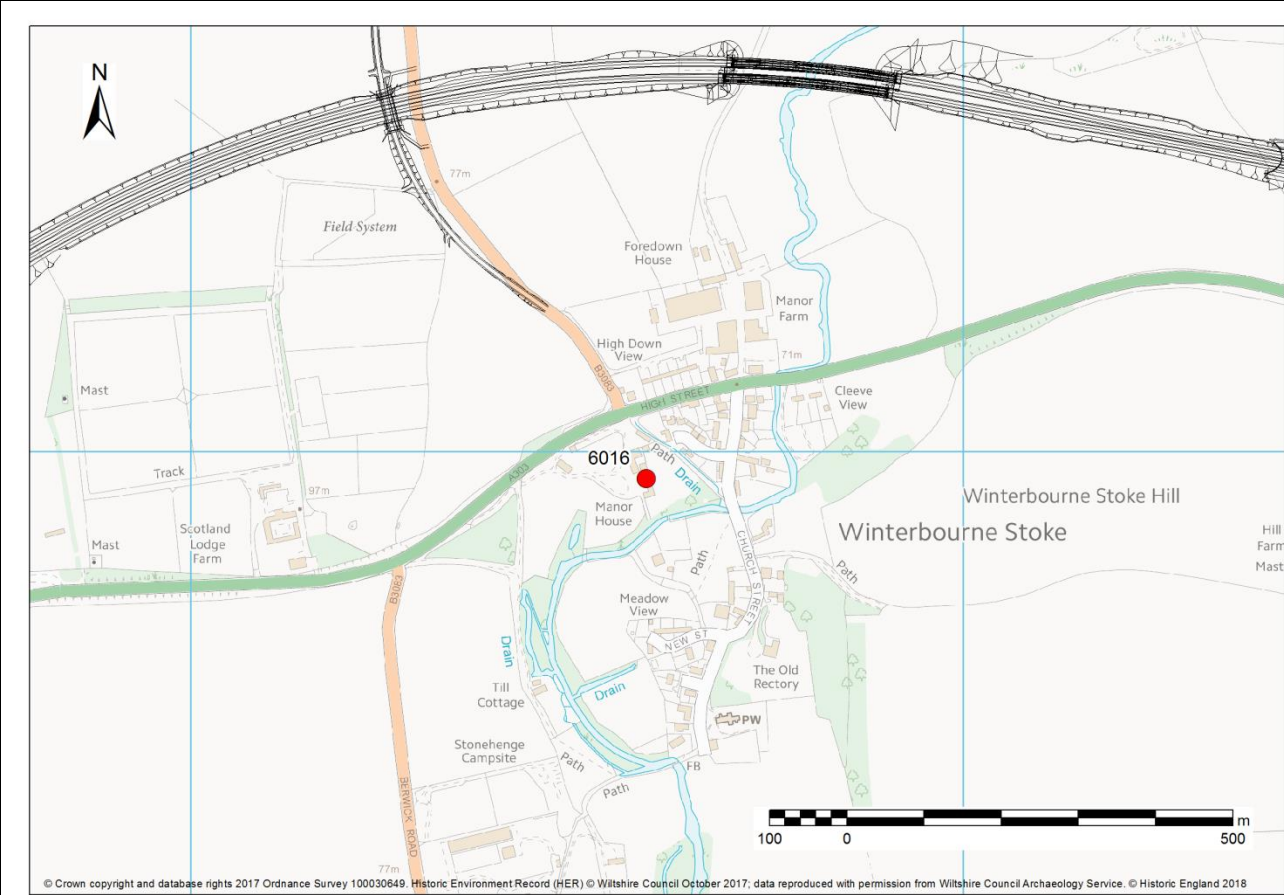 N
77m
Field System
Foredown
House
Manor
Farm
High Down
View
71m
B3083
HIGH STREET
Mast
Cleeve
View
6016
Path
Drain
A303
Track
97m
Winterbourne Stoke Hill
Manor
House
Scotland
Lodge
Farm
Winterbourne Stoke
Hill
Farm
Mast
Mast
CHURCH STREET
Path
Path
B3083
Meadow
View
NEW ST
Drain
The Old
Rectory
Till
Cottage
Drain
PW
Stonehenge
Campsite
Path
FB
Path
BERWICK ROAD
77m
m
100 0 500
© Crown copyright and database rights 2017 Ordnance Survey 100030649. Historic Environment Record (HER) © Wiltshire Council October 2017; data reproduced with permission from Wiltshire Council Archaeology Service. © Historic England 2018